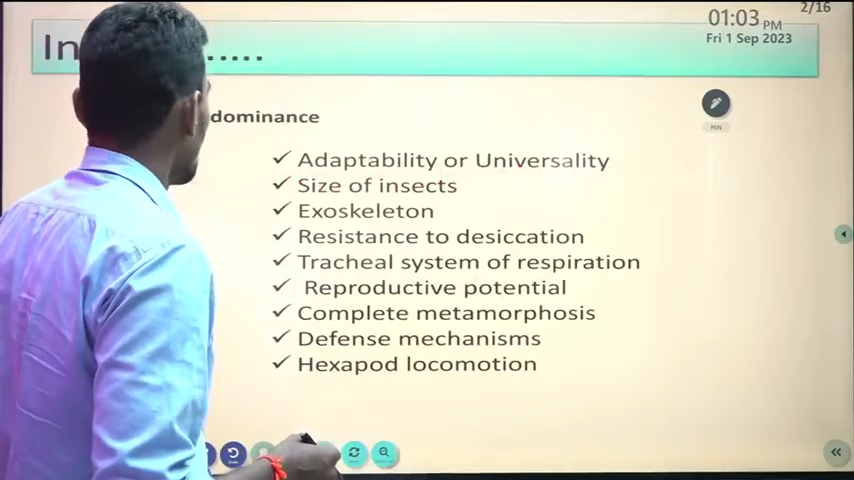 2/16
01:03 PM
Fri 1 Sep 2023
In .....
dominance
PEN
✓ Adaptability or Universality
✓ Size of insects
✓ Exoskeleton
✓ Resistance to desiccation
✓ Tracheal system of respiration
✓ Reproductive potential
✓ Complete metamorphosis
✓ Defense mechanisms
✓ Hexapod locomotion